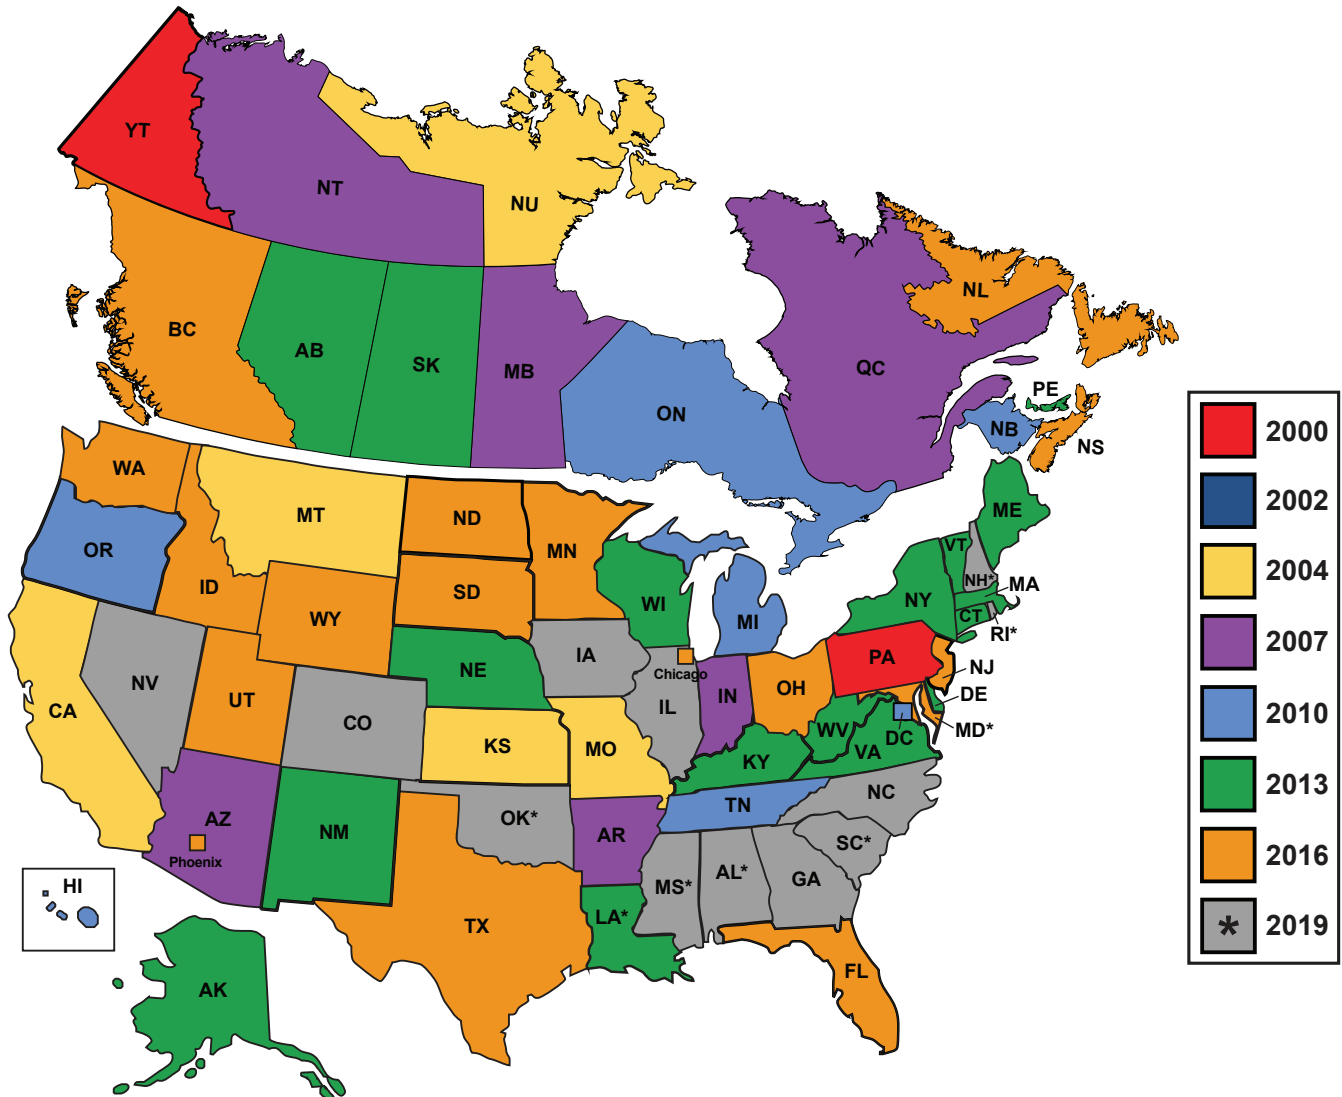 YT
NT
NU
BC
AB
SK
MB
ON
QC
NL
PE
NB
NS
WA
OR
ID
MT
WY
ND
SD
MN
WI
MI
NE
IA
Chicago
IL
IN
OH
PA
NY
VT
NH*
ME
MA
CT
RI*
NJ
DE
MD*
DC
WV
VA
KY
TN
NC
SC*
GA
AL*
MS*
LA*
AR
MO
KS
OK*
TX
FL
CA
NV
UT
CO
AZ
Phoenix
NM
HI
AK
2000
2002
2004
2007
2010
2013
2016
* 2019